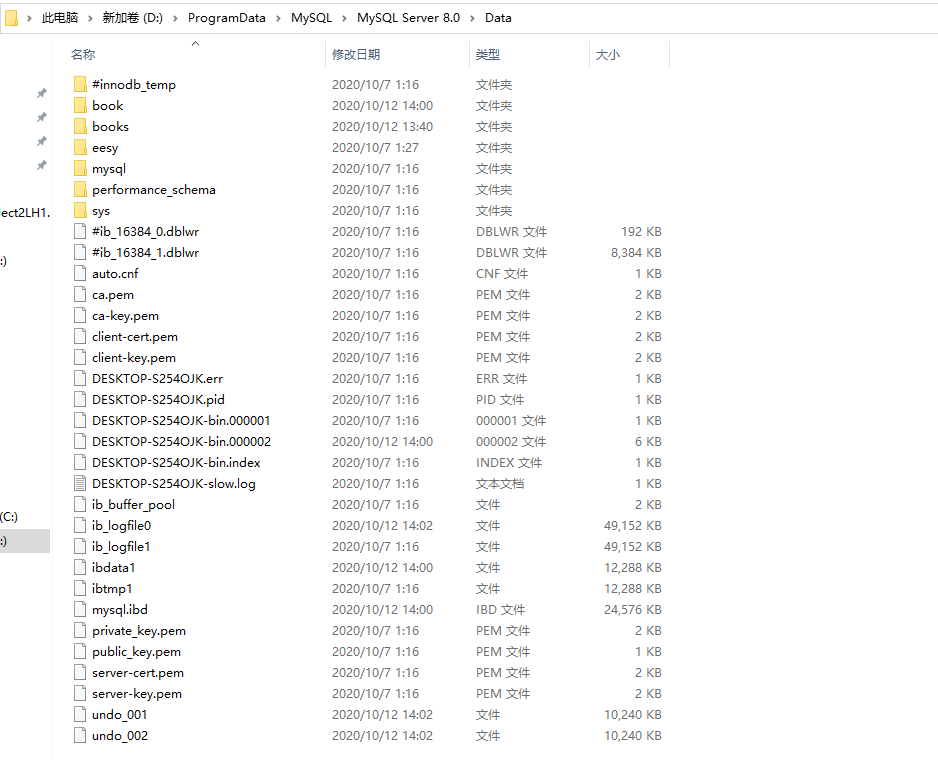 此电脑 > 新加卷 (D:) > ProgramData > MySQL > MySQL Server 8.0 > Data
名称 修改日期 类型 大小
#innodb_temp 2020/10/7 1:16 文件夹
book 2020/10/12 14:00 文件夹
books 2020/10/12 13:40 文件夹
eesy 2020/10/7 1:27 文件夹
mysql 2020/10/7 1:16 文件夹
performance_schema 2020/10/7 1:16 文件夹
sys 2020/10/7 1:16 文件夹
ect2LH1.
#ib_16384_0.dblwr 2020/10/7 1:16 DBLWR 文件 192 KB
#ib_16384_1.dblwr 2020/10/7 1:16 DBLWR 文件 8,384 KB
:)
auto.cnf 2020/10/7 1:16 CNF 文件 1 KB
ca.pem 2020/10/7 1:16 PEM 文件 2 KB
ca-key.pem 2020/10/7 1:16 PEM 文件 2 KB
client-cert.pem 2020/10/7 1:16 PEM 文件 2 KB
client-key.pem 2020/10/7 1:16 PEM 文件 2 KB
DESKTOP-S254OJK.err 2020/10/7 1:16 ERR 文件 1 KB
DESKTOP-S254OJK.pid 2020/10/7 1:16 PID 文件 1 KB
DESKTOP-S254OJK-bin.000001 2020/10/7 1:16 000001 文件 1 KB
DESKTOP-S254OJK-bin.000002 2020/10/12 14:00 000002 文件 6 KB
DESKTOP-S254OJK-bin.index 2020/10/7 1:16 INDEX 文件 1 KB
DESKTOP-S254OJK-slow.log 2020/10/7 1:16 文本文档 1 KB
ib_buffer_pool 2020/10/7 1:16 文件 2 KB
(C:)
ib_logfile0 2020/10/12 14:02 文件 49,152 KB
:)
ib_logfile1 2020/10/7 1:16 文件 49,152 KB
ibdata1 2020/10/12 14:00 文件 12,288 KB
ibtmp1 2020/10/7 1:16 文件 12,288 KB
mysql.ibd 2020/10/12 14:00 IBD 文件 24,576 KB
private_key.pem 2020/10/7 1:16 PEM 文件 2 KB
public_key.pem 2020/10/7 1:16 PEM 文件 1 KB
server-cert.pem 2020/10/7 1:16 PEM 文件 2 KB
server-key.pem 2020/10/7 1:16 PEM 文件 2 KB
undo_001 2020/10/12 14:02 文件 10,240 KB
undo_002 2020/10/12 14:02 文件 10,240 KB